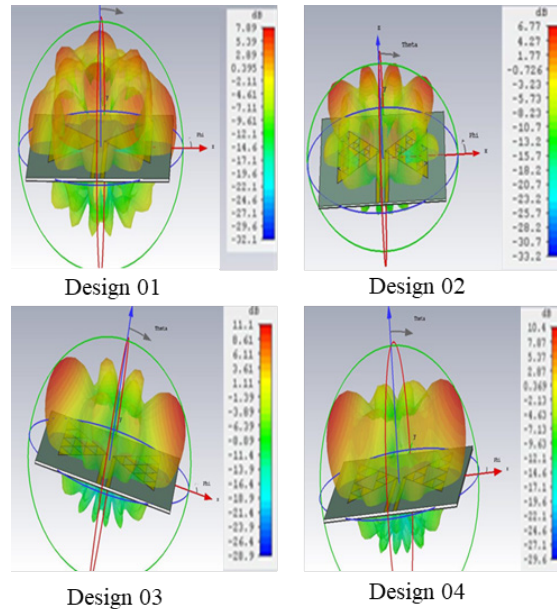 dB
7.89
5.39
2.89
0.395
-2.11
-4.61
-7.11
-9.61
-12.1
-14.6
-17.1
-19.6
-22.1
-24.6
-27.1
-29.6
-32.1
Phi
x
y
Design 01
dB
6.77
4.27
1.77
-0.726
-3.23
-5.73
-8.23
-10.7
-13.2
-15.7
-18.2
-20.7
-23.2
-25.7
-28.2
-30.7
-33.2
z
Theta
y
Phi
x
Design 02
dB
11.1
8.61
6.11
3.61
1.11
-1.39
-3.89
-6.39
-8.89
-11.4
-13.9
-16.4
-18.9
-21.4
-23.9
-26.4
-28.9
Theta
y
Phi
Design 03
dB
10.4
7.87
5.37
2.87
0.369
-2.13
-4.63
-7.13
-9.63
-12.1
-14.6
-17.1
-19.6
-22.1
-24.6
-27.1
-29.6
Theta
y
Phi
x
Design 04